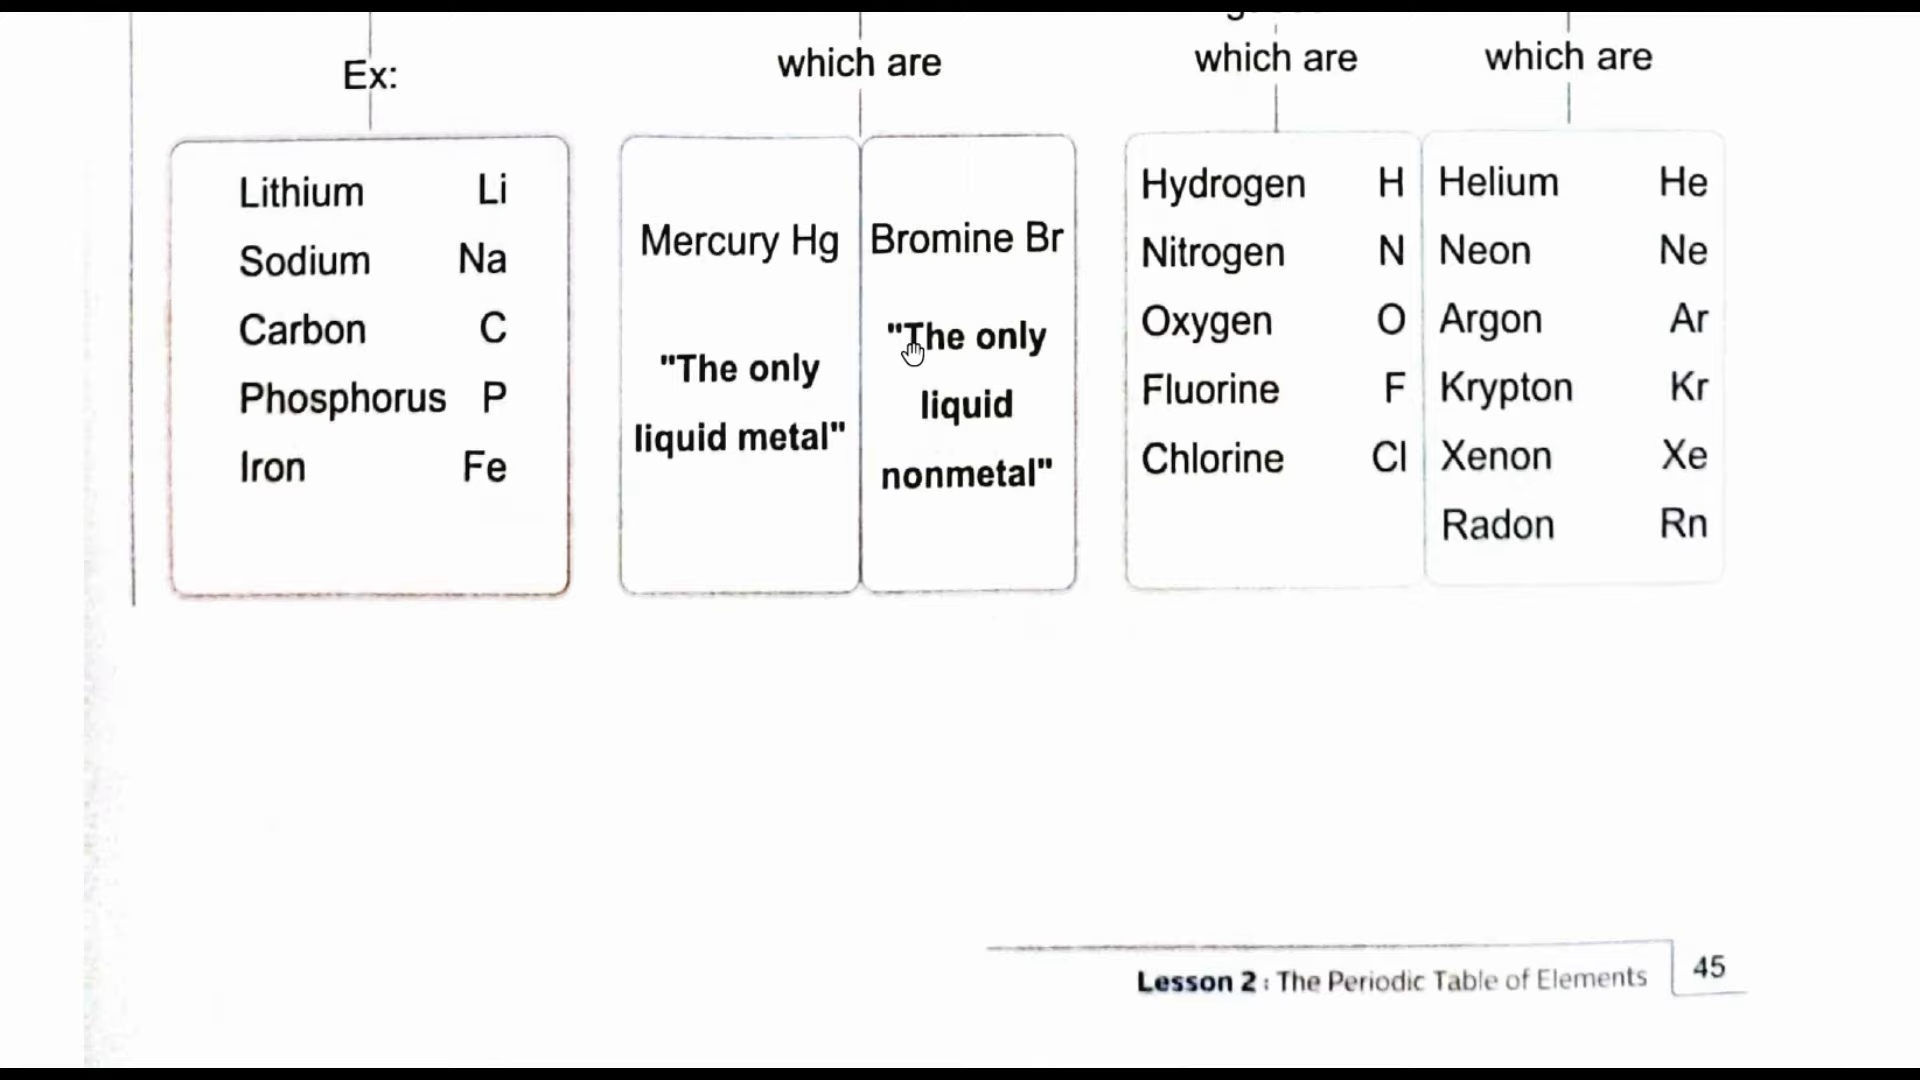 Ex:
which are
which are
which are
Lithium Li
Sodium Na
Carbon C
Phosphorus P
Iron Fe
Mercury Hg
"The only
liquid metal"
Bromine Br
"The only
liquid
nonmetal"
Hydrogen H
Nitrogen N
Oxygen O
Fluorine F
Chlorine Cl
Helium He
Neon Ne
Argon Ar
Krypton Kr
Xenon Xe
Radon Rn
Lesson 2 : The Periodic Table of Elements 45